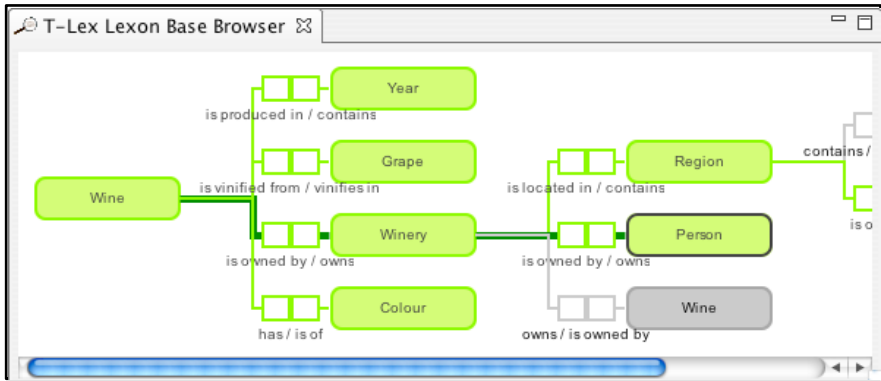 T-Lex Lexon Base Browser
Year
is produced in / contains
Grape
Region
contains /
is vinified from / vinifies in
is located in / contains
Wine
Winery
Person
is o
is owned by / owns
is owned by / owns
Colour
Wine
has / is of
owns / is owned by